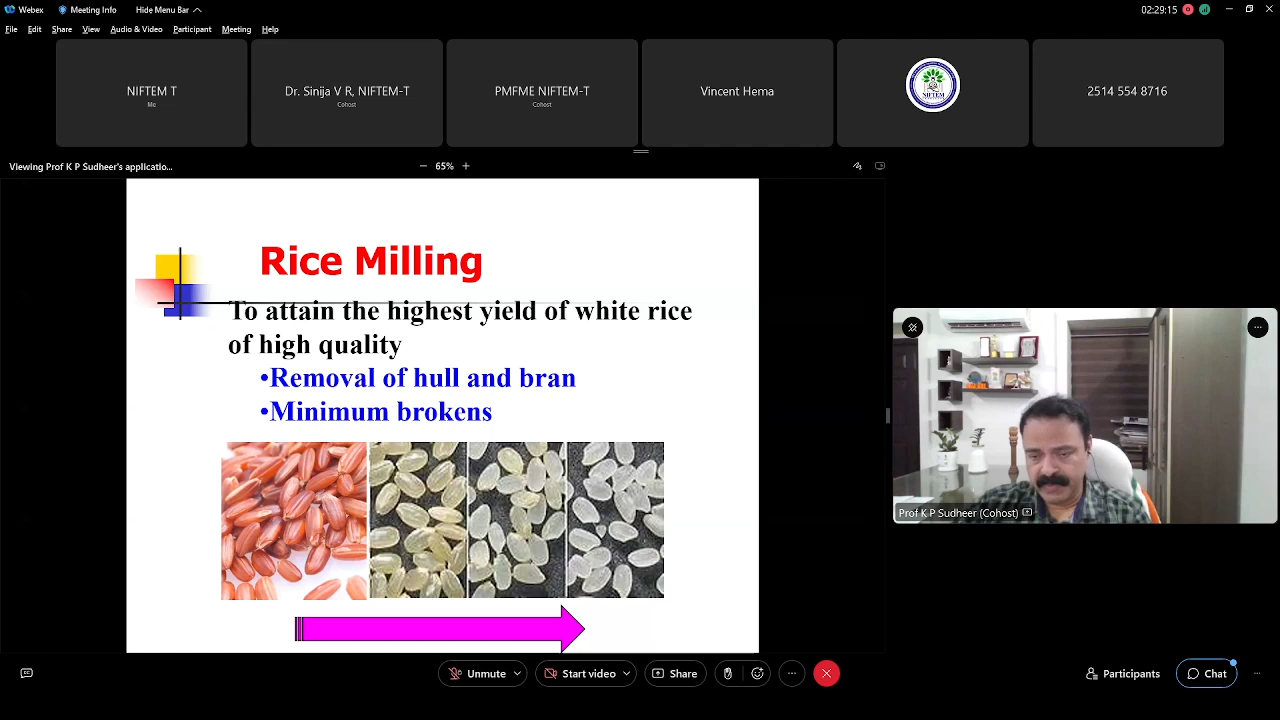 Webex
Meeting Info
Hide Menu Bar
02:29:15
File Edit Share View Audio & Video Participant Meeting Help
NIFTEM T
Me
Dr. Sinija V R, NIFTEM-T
Cohost
PMFME NIFTEM-T
Cohost
Vincent Hema
NIFTEM
2514 554 8716
Viewing Prof K P Sudheer's applicatio...
65%
Rice Milling
To attain the highest yield of white rice
of high quality
•Removal of hull and bran
•Minimum brokens
Prof K P Sudheer (Cohost)
Unmute
Start video
Share
Participants
Chat